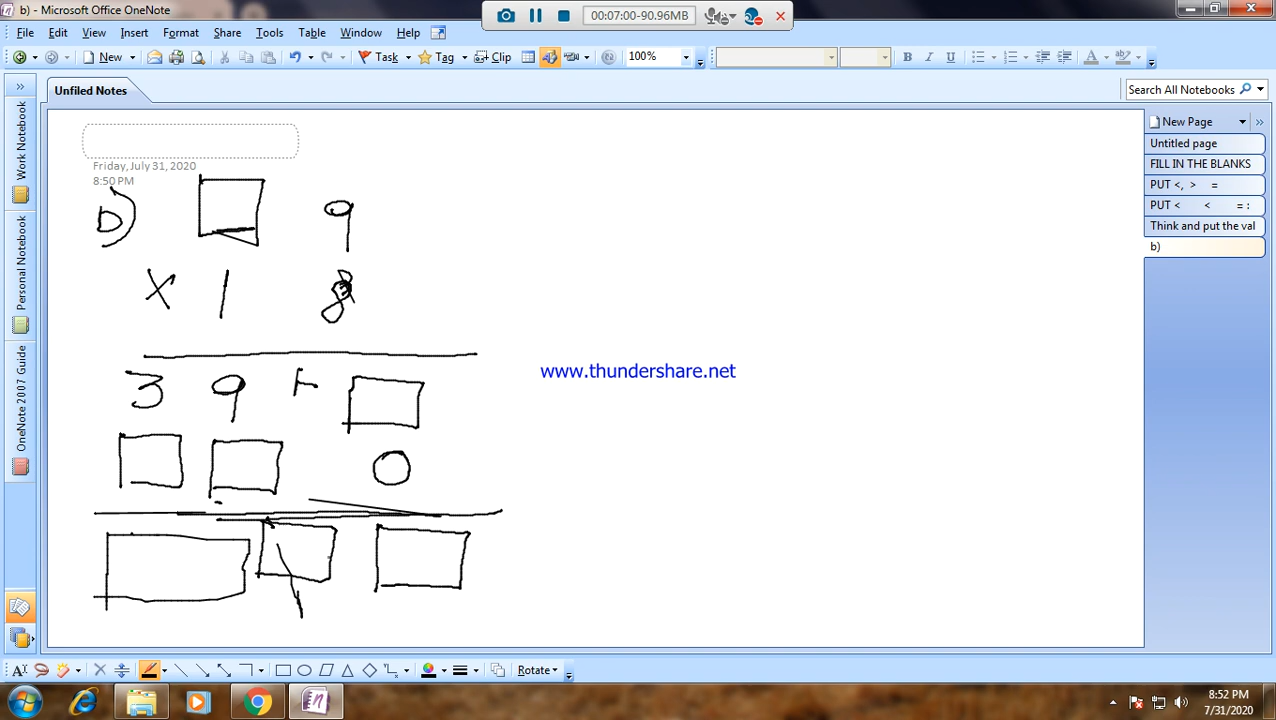 b) - Microsoft Office OneNote
00:07:00-90.96MB
File Edit View Insert Format Share Tools Table Window Help
New Task Tag Clip 100% B I U A ab
Unfiled Notes
Search All Notebooks
New Page
Untitled page
FILL IN THE BLANKS
PUT <, > =
PUT < < = :
Think and put the val
b)
Work Notebook
Personal Notebook
OneNote 2007 Guide
Friday, July 31, 2020
8:50 PM
D) 9
X 1 8
3 9
0
www.thundershare.net
Rotate
8:52 PM
7/31/2020